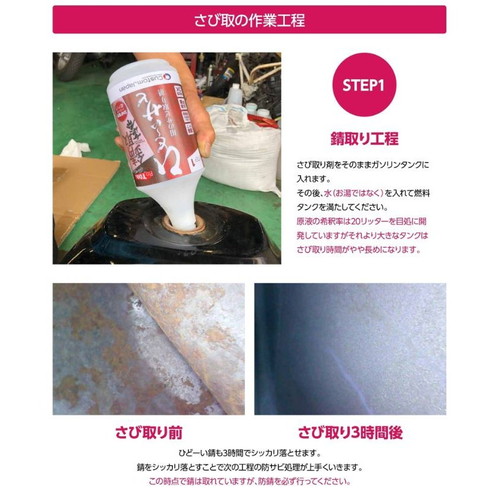 さび取の作業工程
STEP1
錆取り工程
さび取り剤をそのままガソリンタンクに
入れます。
その後、水（お湯ではなく）を入れて燃料
タンクを満たしてください。
原液の希釈率は20リッターを目処に開
発していますがそれより大きなタンクは
さび取り時間がやや長めになります。
CUSTOM JAPAN
さび取り前
さび取り3時間後
ひどーい錆も3時間でシッカリ落とせます。
錆をシッカリ落とすことで次の工程の防サビ処理が上手くいきます。
この時点で錆は取れていますが、防錆を必ず行ってください。